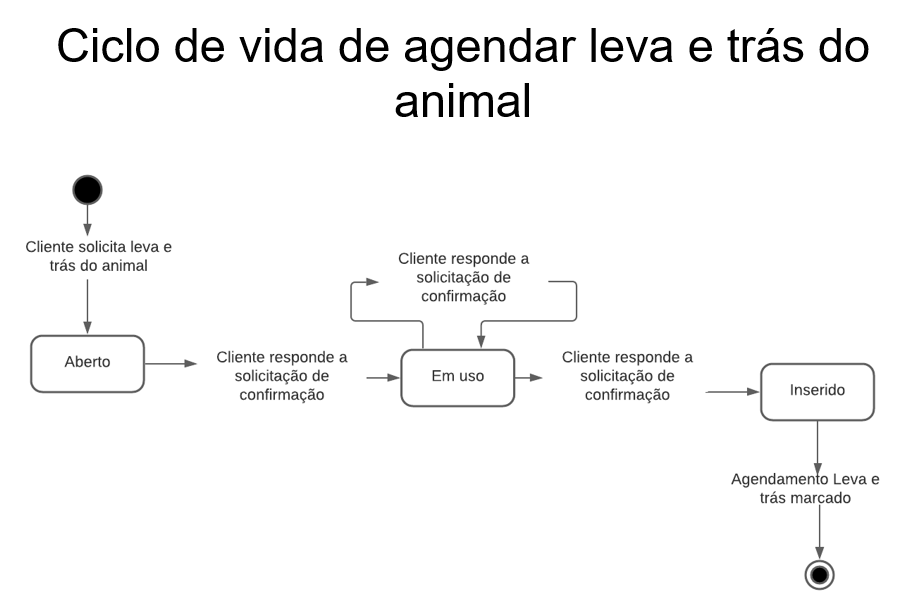 Ciclo de vida de agendar leva e trás do
animal
Cliente solicita leva e
trás do animal
Aberto
Cliente responde a
solicitação de
confirmação
Cliente responde a
solicitação de
confirmação
Em uso
Cliente responde a
solicitação de
confirmação
Inserido
Agendamento Leva e
trás marcado